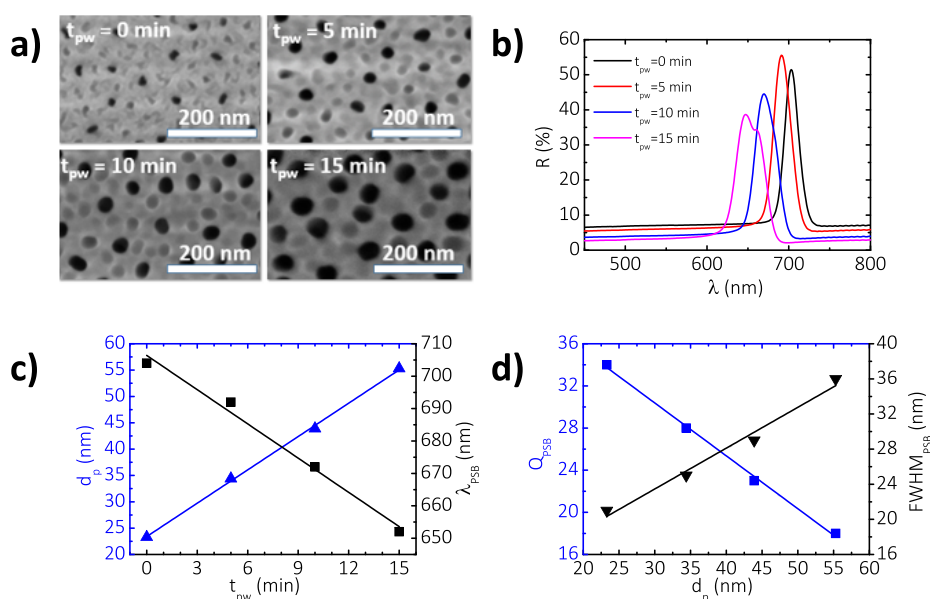 a)
t_pw = 0 min
200 nm
t_pw = 5 min
200 nm
t_pw = 10 min
200 nm
t_pw = 15 min
200 nm
b)
60
50
40
30
20
10
0
R (%)
t_pw=0 min
t_pw=5 min
t_pw=10 min
t_pw=15 min
500 600 700 800
λ (nm)
c)
60
55
50
45
40
35
30
25
20
d_p (nm)
710
700
690
680
670
660
650
λ_PSB (nm)
0 3 6 9 12 15
t_pw (min)
d)
36
32
28
24
20
16
Q_PSB
40
36
32
28
24
20
16
FWHM_PSB (nm)
20 25 30 35 40 45 50 55 60
d_p (nm)